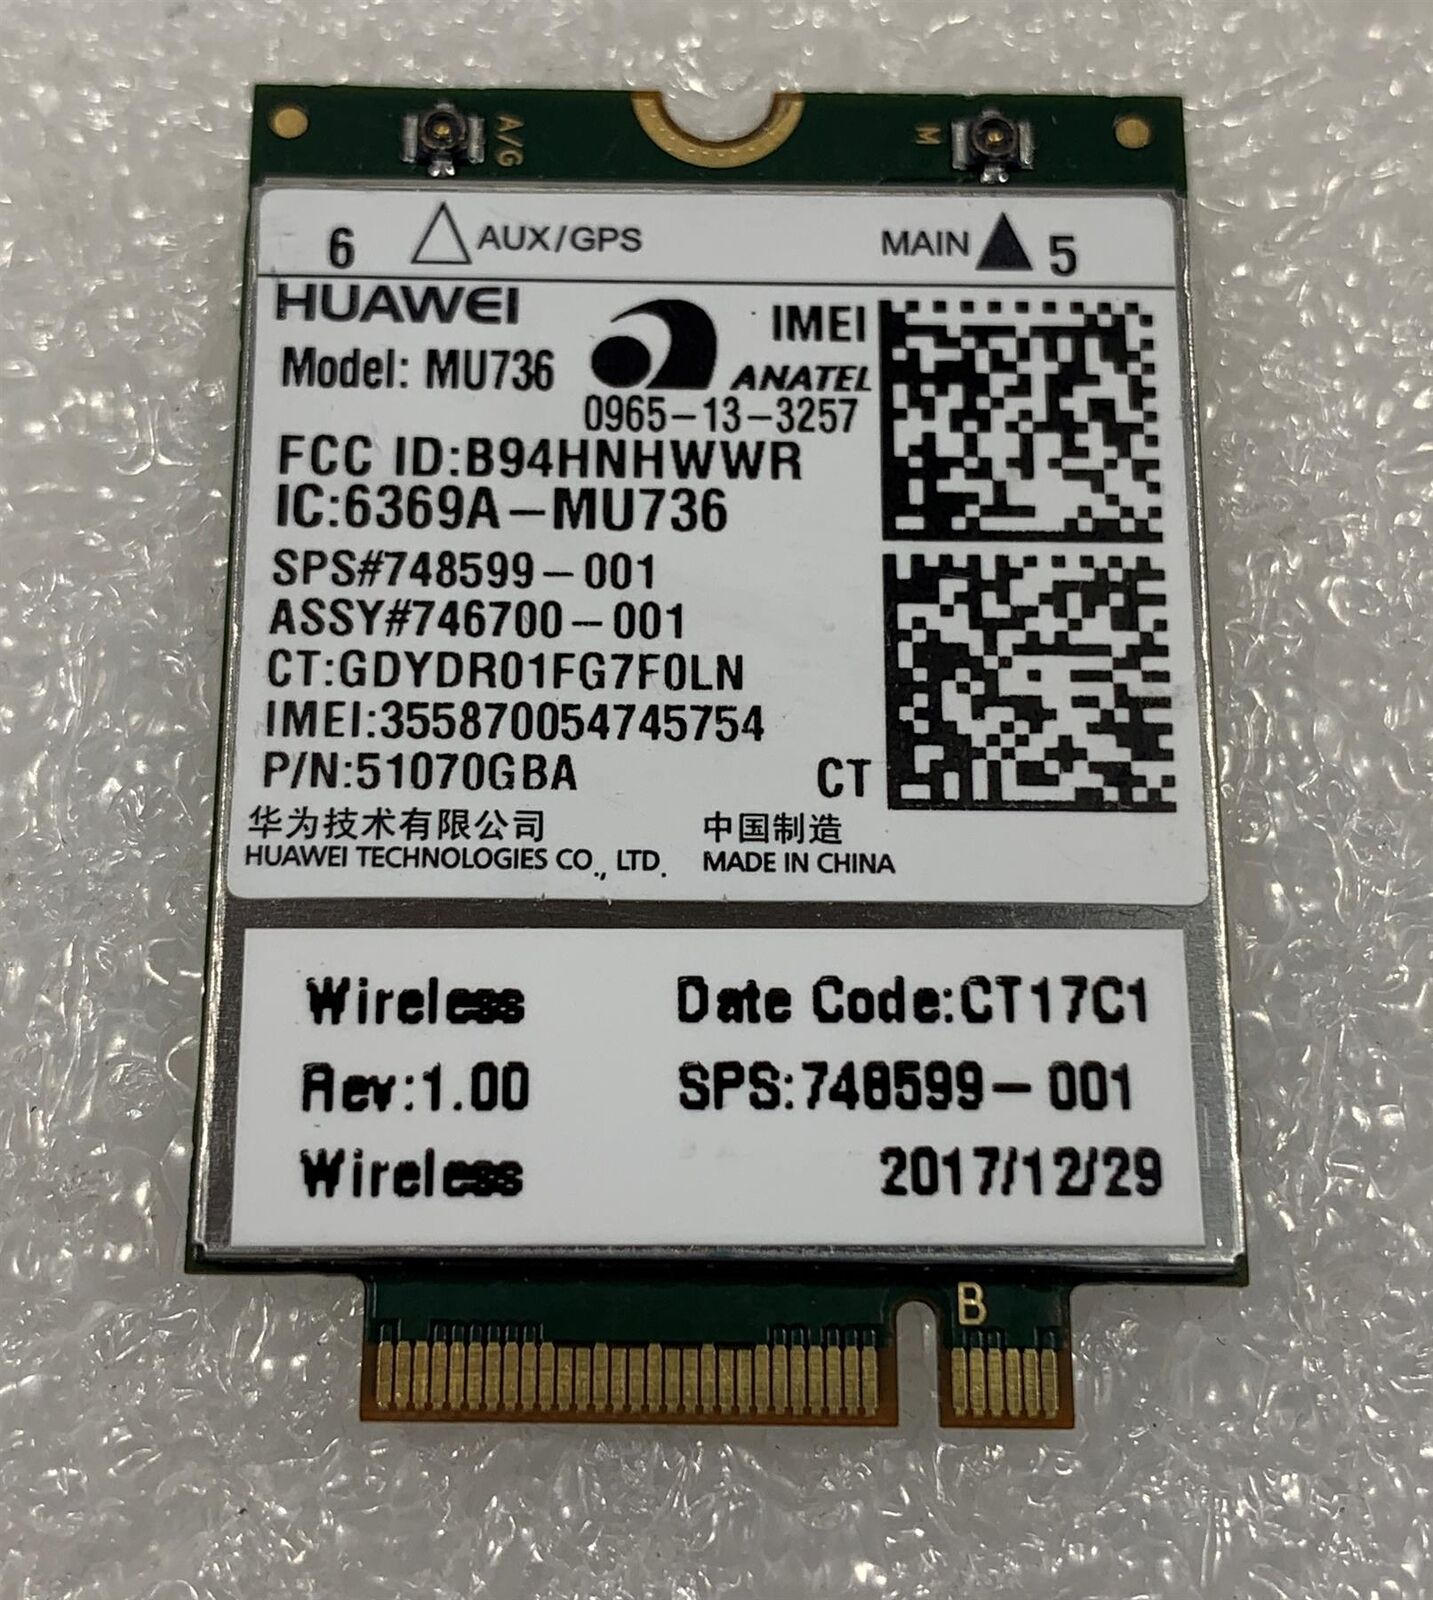 A/G M
6 AUX/GPS MAIN 5
HUAWEI IMEI
Model: MU736 ANATEL
0965-13-3257
FCC ID:B94HNHWWR
IC:6369A-MU736
SPS#748599-001
ASSY#746700-001
CT:GDYDR01FG7F0LN
IMEI:355870054745754
P/N:51070GBA CT
华为技术有限公司 中国制造
HUAWEI TECHNOLOGIES CO., LTD. MADE IN CHINA
Wireless Date Code:CT17C1
Rev:1.00 SPS:748599-001
Wireless 2017/12/29
B